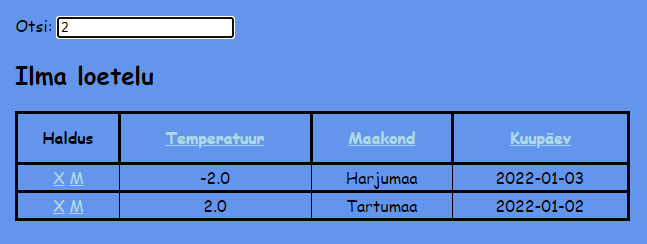 Otsi: 2
Ilma loetelu
Haldus Temperatuur Maakond Kuupäev
X M -2.0 Harjumaa 2022-01-03
X M 2.0 Tartumaa 2022-01-02